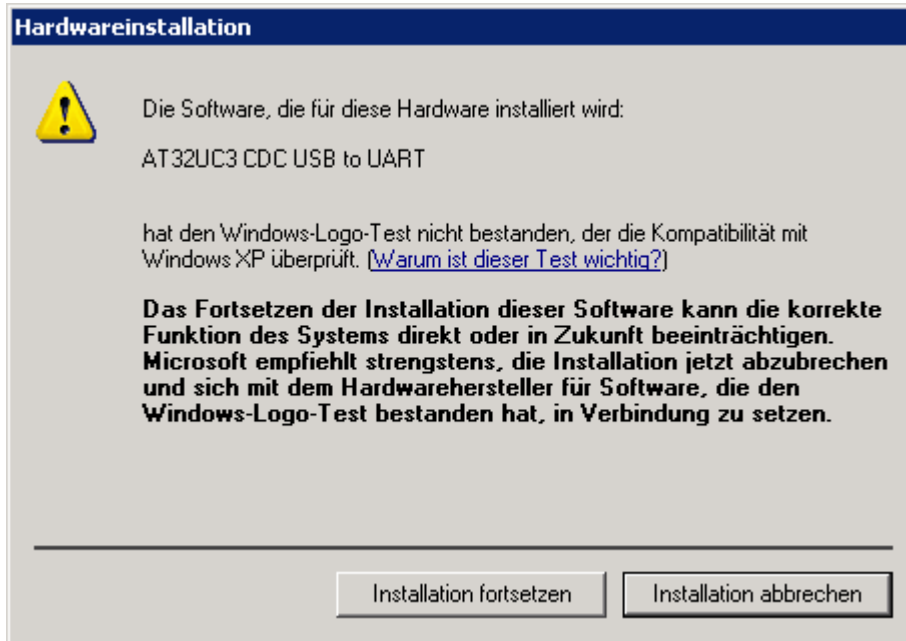 Hardwareinstallation
Die Software, die für diese Hardware installiert wird:
AT32UC3 CDC USB to UART
hat den Windows-Logo-Test nicht bestanden, der die Kompatibilität mit
Windows XP überprüft. (Warum ist dieser Test wichtig?)
Das Fortsetzen der Installation dieser Software kann die korrekte
Funktion des Systems direkt oder in Zukunft beeinträchtigen.
Microsoft empfiehlt strengstens, die Installation jetzt abzubrechen
und sich mit dem Hardwarehersteller für Software, die den
Windows-Logo-Test bestanden hat, in Verbindung zu setzen.
Installation fortsetzen
Installation abbrechen